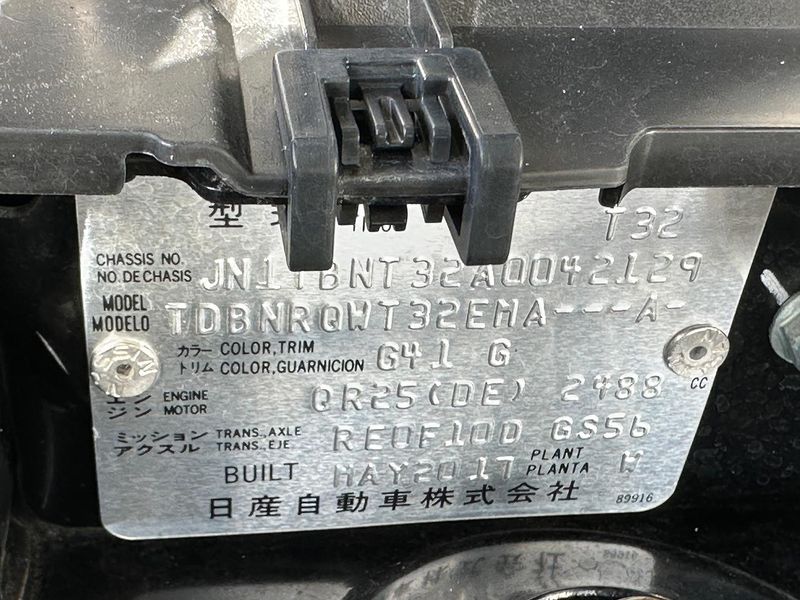 型 T32
CHASSIS NO. JN1TBNT32A0042129
NO. DE CHASIS
MODEL TDBNRQWT32EMA---A-
MODELO
カラー COLOR, TRIM G41 G
トリム COLOR, GUARNICION
エンジン ENGINE MOTOR QR25(DE) 2488 CC
ミッション TRANS., AXLE RE0F10D GS56
アクスル TRANS., EJE
BUILT MAY2017 PLANT PLANTA W
日産自動車株式会社 89916